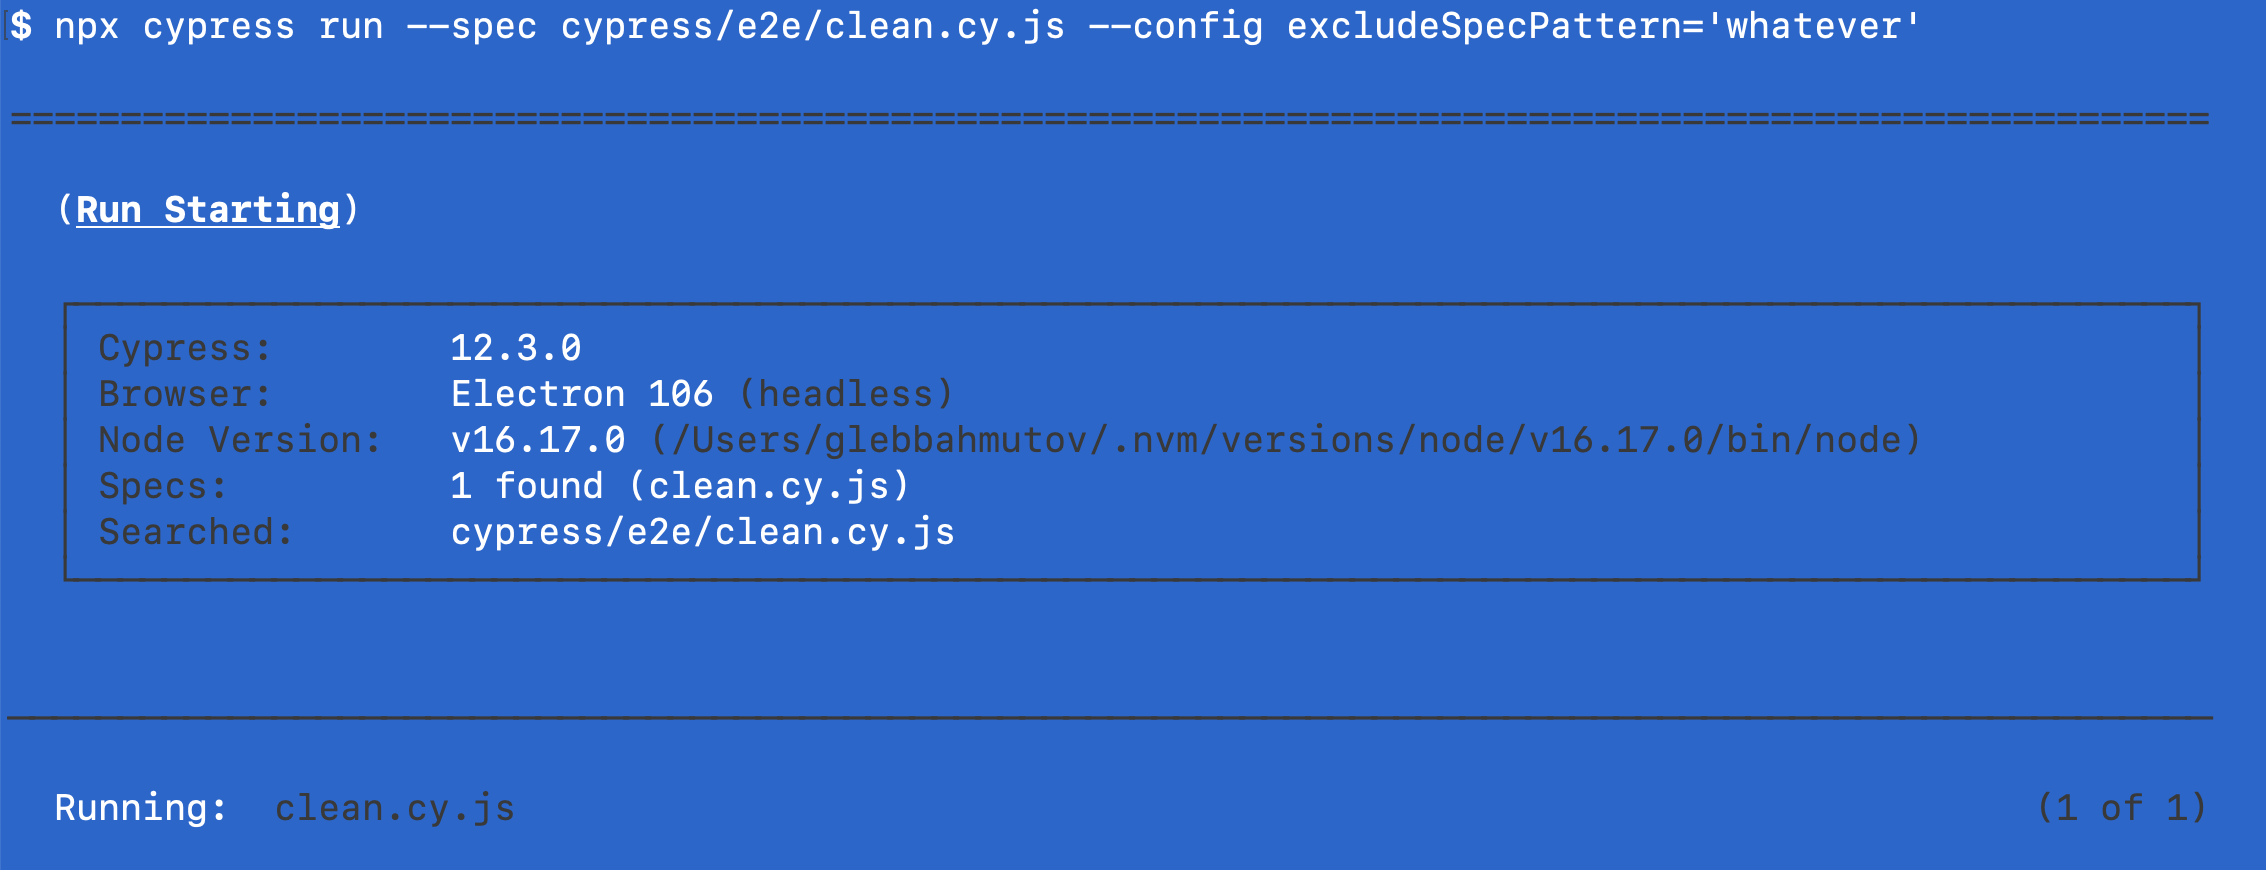 $ npx cypress run --spec cypress/e2e/clean.cy.js --config excludeSpecPattern='whatever'
====================================================================================================
(Run Starting)
Cypress: 12.3.0
Browser: Electron 106 (headless)
Node Version: v16.17.0 (/Users/glebbahmutov/.nvm/versions/node/v16.17.0/bin/node)
Specs: 1 found (clean.cy.js)
Searched: cypress/e2e/clean.cy.js
Running: clean.cy.js (1 of 1)